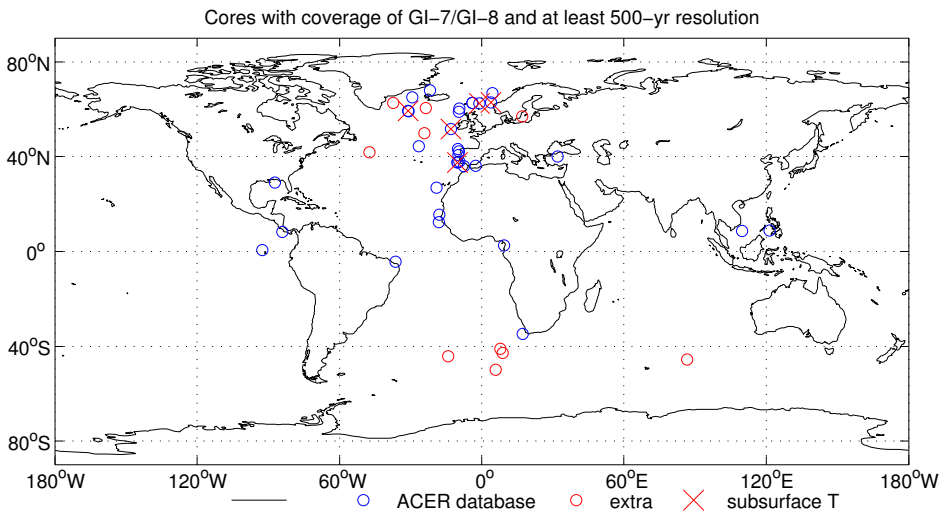 Cores with coverage of GI−7/GI−8 and at least 500−yr resolution
80°N
40°N
0°
40°S
80°S
180°W
120°W
60°W
0°
60°E
120°E
180°W
ACER database
extra
subsurface T